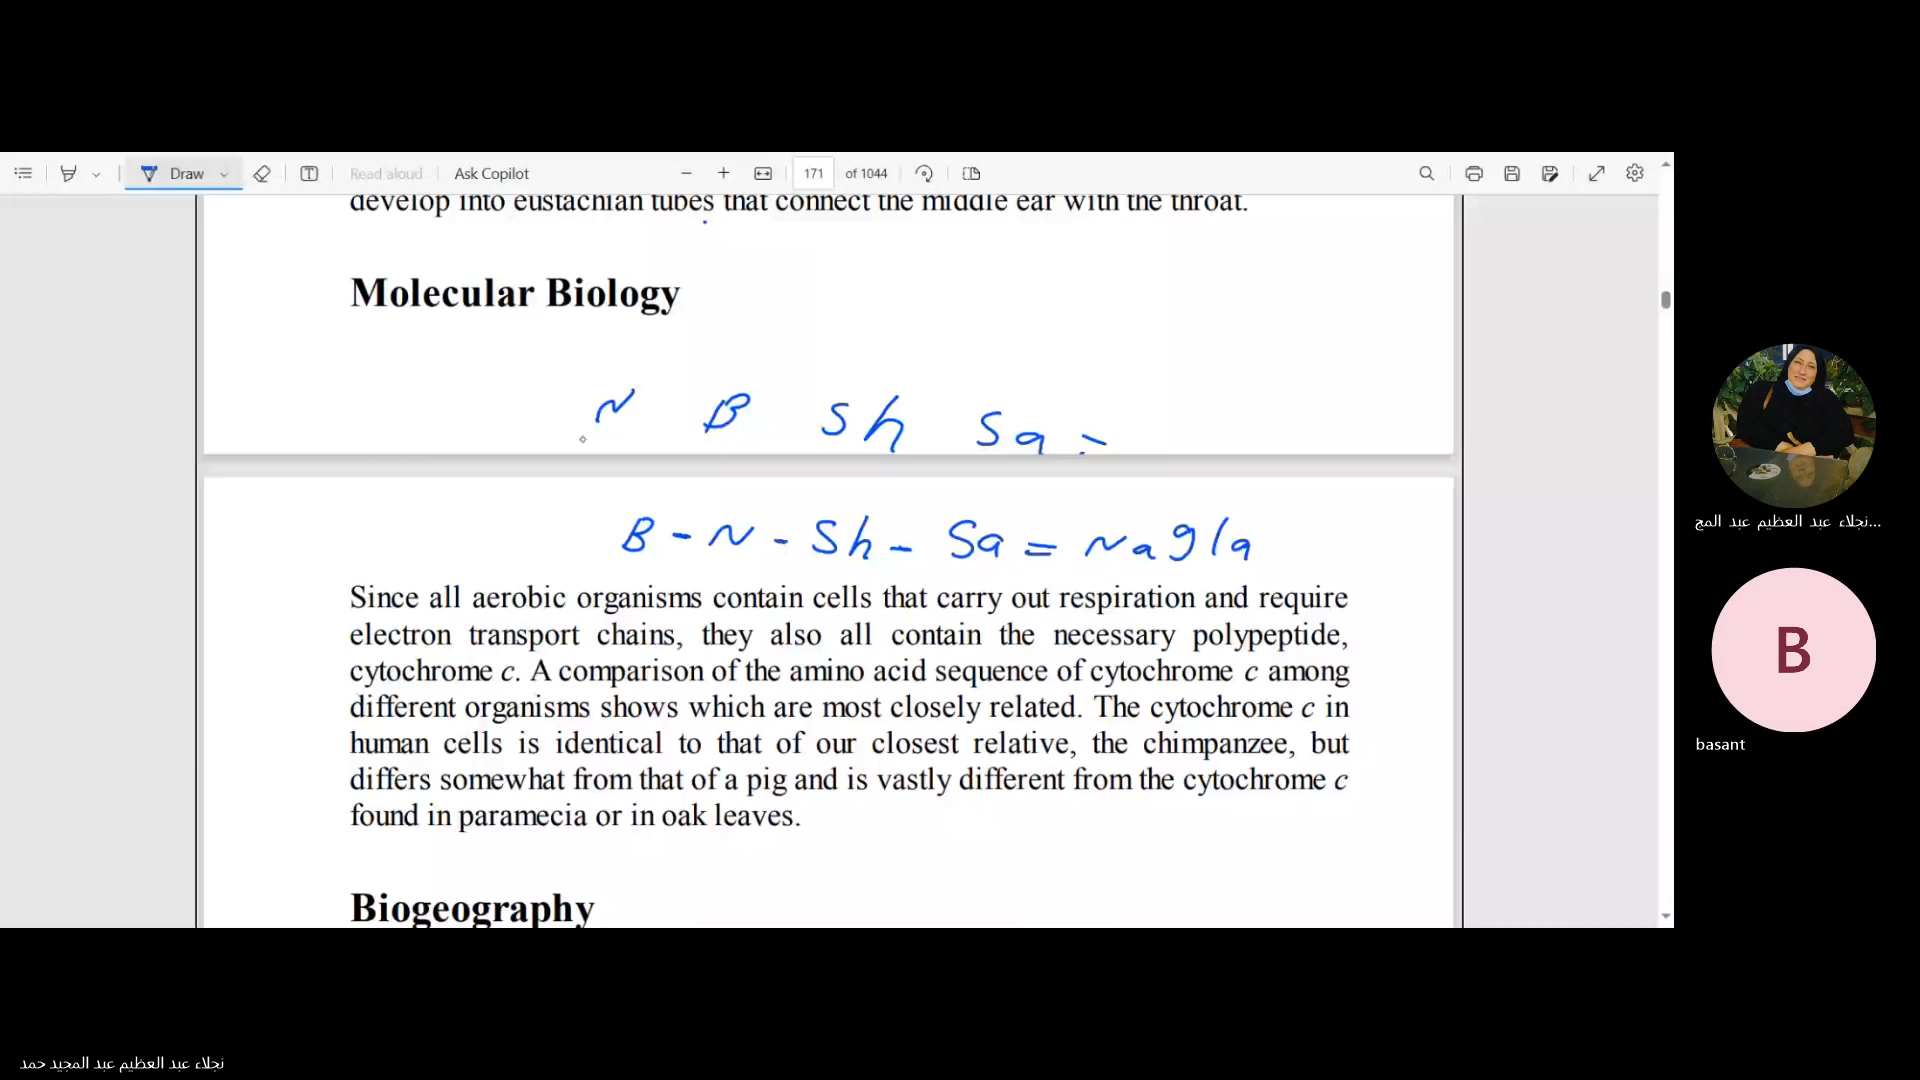 Draw
Read aloud
Ask Copilot
171 of 1044
develop into eustachian tubes that connect the middle ear with the throat.
Molecular Biology
N B Sh Sa =
B - N - Sh - Sa = Nagla
Since all aerobic organisms contain cells that carry out respiration and require
electron transport chains, they also all contain the necessary polypeptide,
cytochrome c. A comparison of the amino acid sequence of cytochrome c among
different organisms shows which are most closely related. The cytochrome c in
human cells is identical to that of our closest relative, the chimpanzee, but
differs somewhat from that of a pig and is vastly different from the cytochrome c
found in paramecia or in oak leaves.
Biogeography
نجلاء عبد العظيم عبد المج...
B
basant
نجلاء عبد العظيم عبد المجيد حمد